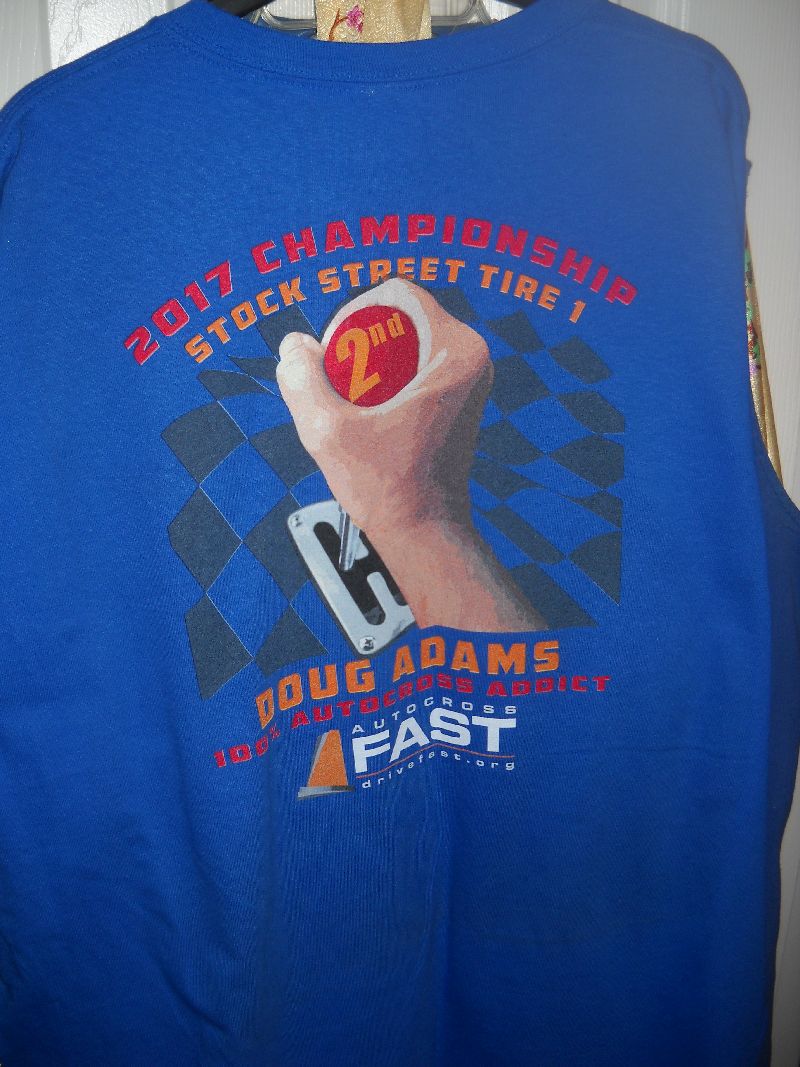 2017 CHAMPIONSHIP
STOCK STREET TIRE 1
2nd
DOUG ADAMS
100% AUTOCROSS ADDICT
AUTOCROSS
FAST
drivefast.org